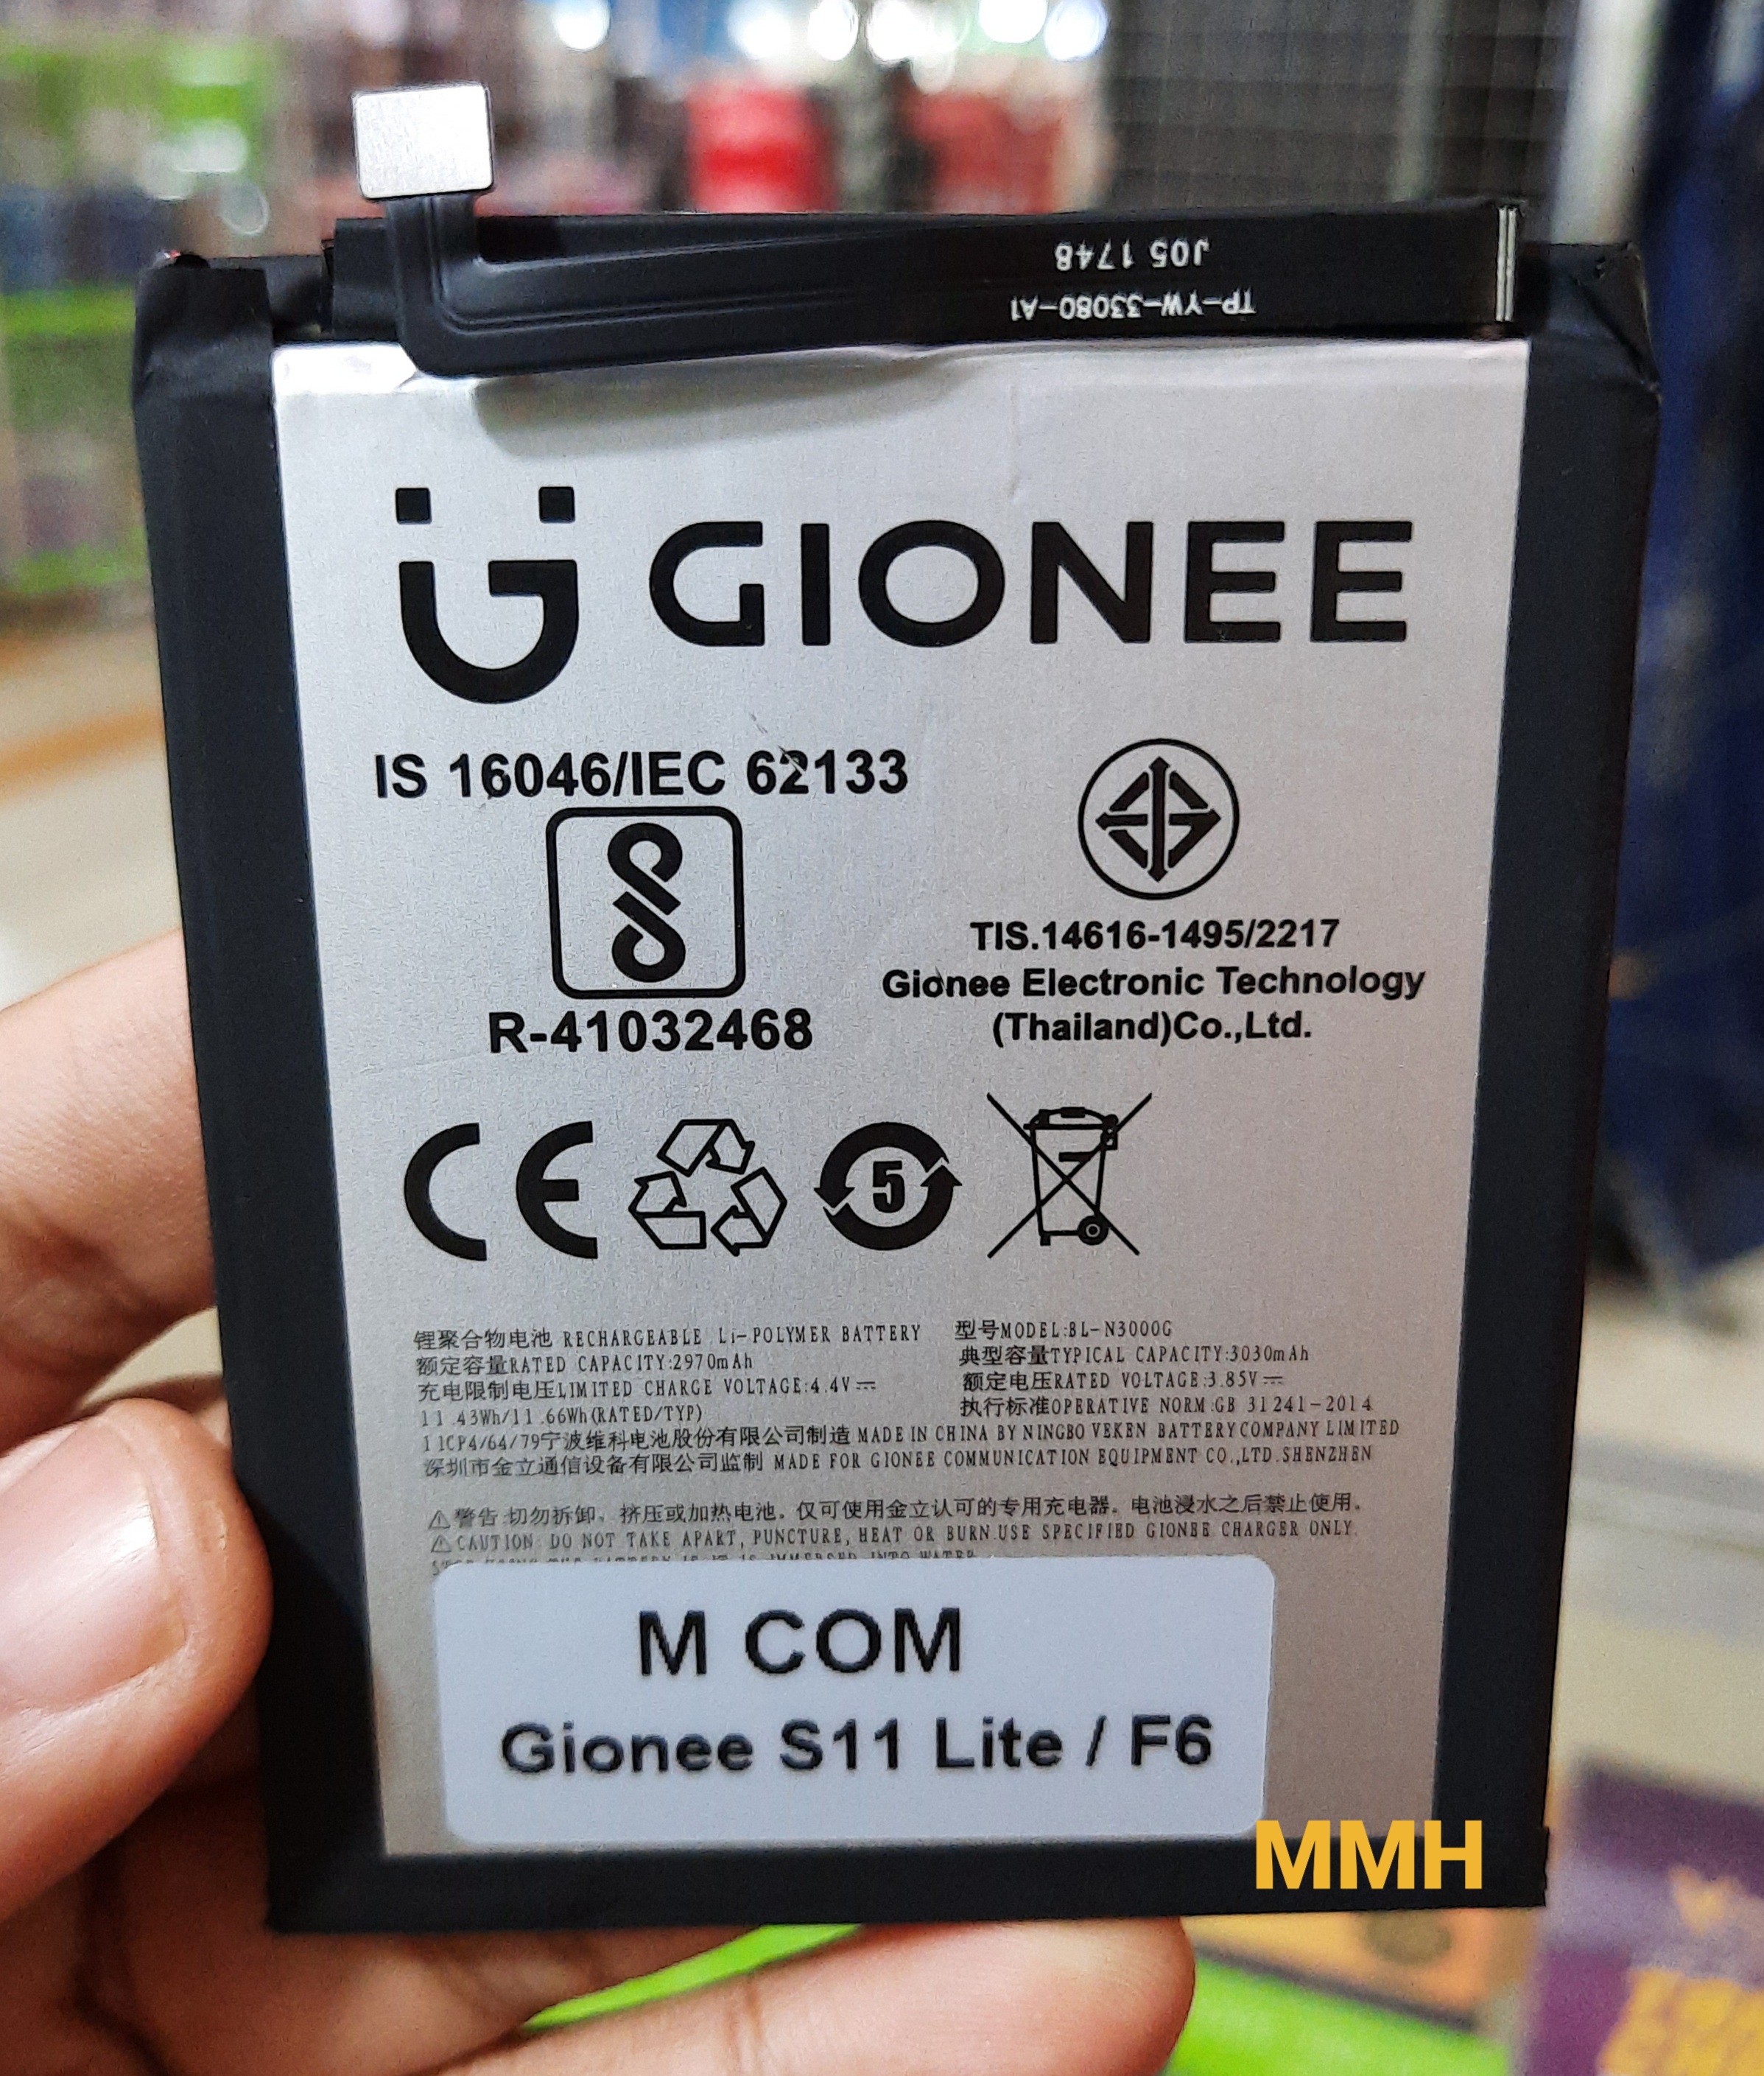 J05 1748
TP-YW-33080-A1
GIONEE
IS 16046/IEC 62133
R-41032468
TIS.14616-1495/2217
Gionee Electronic Technology
(Thailand)Co.,Ltd.
CE
5
锂聚合物电池 RECHARGEABLE Li-POLYMER BATTERY
型号MODEL:BL-N3000G
额定容量RATED CAPACITY:2970mAh
典型容量TYPICAL CAPACITY:3030mAh
充电限制电压LIMITED CHARGE VOLTAGE:4.4V⎓
额定电压RATED VOLTAGE:3.85V⎓
11.43Wh/11.66Wh(RATED/TYP)
执行标准OPERATIVE NORM:GB 31241-2014
1 1CP4/64/79宁波维科电池股份有限公司制造 MADE IN CHINA BY NINGBO VEKEN BATTERY COMPANY LIMITED
深圳市金立通信设备有限公司监制 MADE FOR GIONEE COMMUNICATION EQUIPMENT CO.,LTD.SHENZHEN
⚠警告:切勿拆卸、挤压或加热电池。仅可使用金立认可的专用充电器。电池浸水之后禁止使用。
⚠CAUTION: DO NOT TAKE APART, PUNCTURE, HEAT OR BURN.USE SPECIFIED GIONEE CHARGER ONLY.
BATTERY IF IT IS IMMERSED INTO WATER
M COM
Gionee S11 Lite / F6
MMH